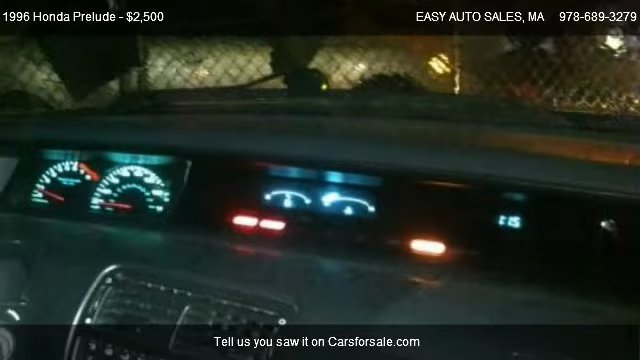 1996 Honda Prelude - $2,500
EASY AUTO SALES, MA 978-689-3279
Tell us you saw it on Carsforsale.com